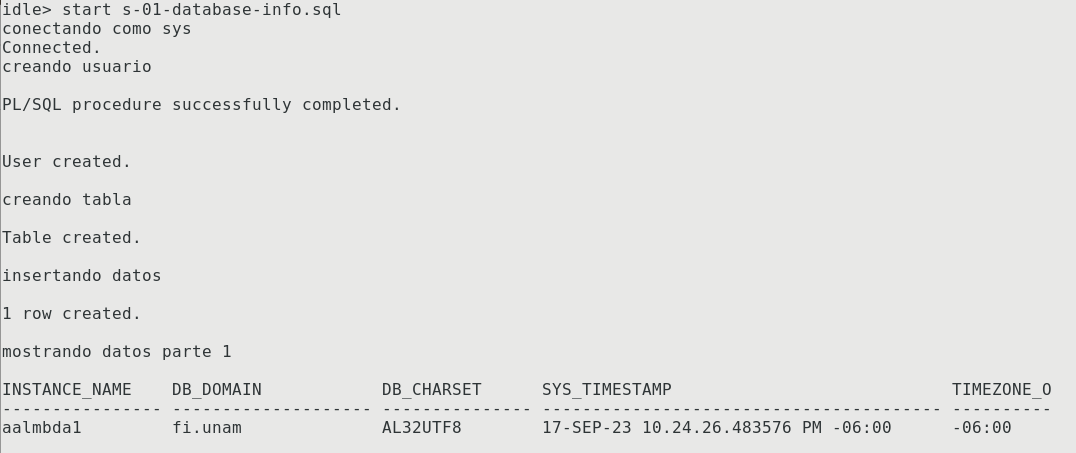 idle> start s-01-database-info.sql
conectando como sys
Connected.
creando usuario
PL/SQL procedure successfully completed.
User created.
creando tabla
Table created.
insertando datos
1 row created.
mostrando datos parte 1
INSTANCE_NAME    DB_DOMAIN            DB_CHARSET      SYS_TIMESTAMP                            TIMEZONE_O
---------------- -------------------- --------------- ---------------------------------------- ----------
aalmbda1         fi.unam              AL32UTF8        17-SEP-23 10.24.26.483576 PM -06:00      -06:00